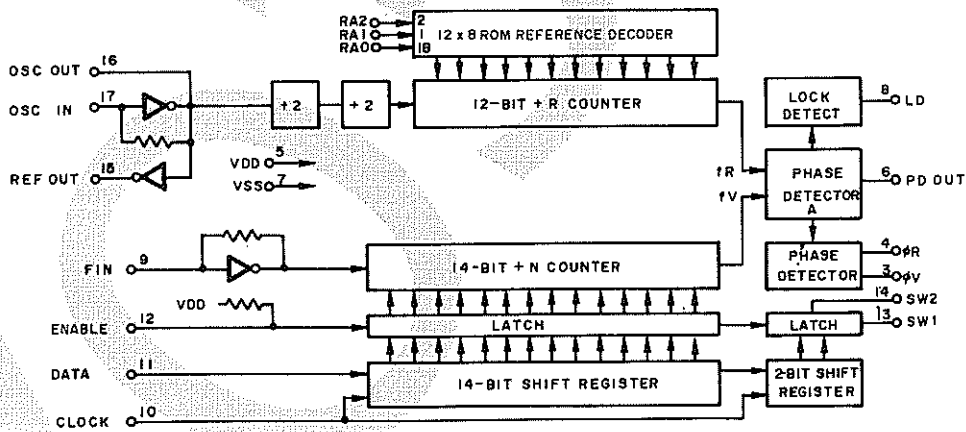 RA2 2
RA1 1
RA0 18
12 x 8 ROM REFERENCE DECODER
OSC OUT 16
OSC IN 17
+2
+2
12-BIT + R COUNTER
LOCK
DETECT
8 LD
REF OUT 15
VDD 5
VSS 7
fR
fV
PHASE
DETECTOR
A
6 PD OUT
FIN 9
14-BIT + N COUNTER
PHASE
DETECTOR
4 φR
3 φV
VDD
ENABLE 12
LATCH
LATCH
14 SW2
13 SW1
DATA 11
14-BIT SHIFT REGISTER
2-BIT SHIFT
REGISTER
CLOCK 10